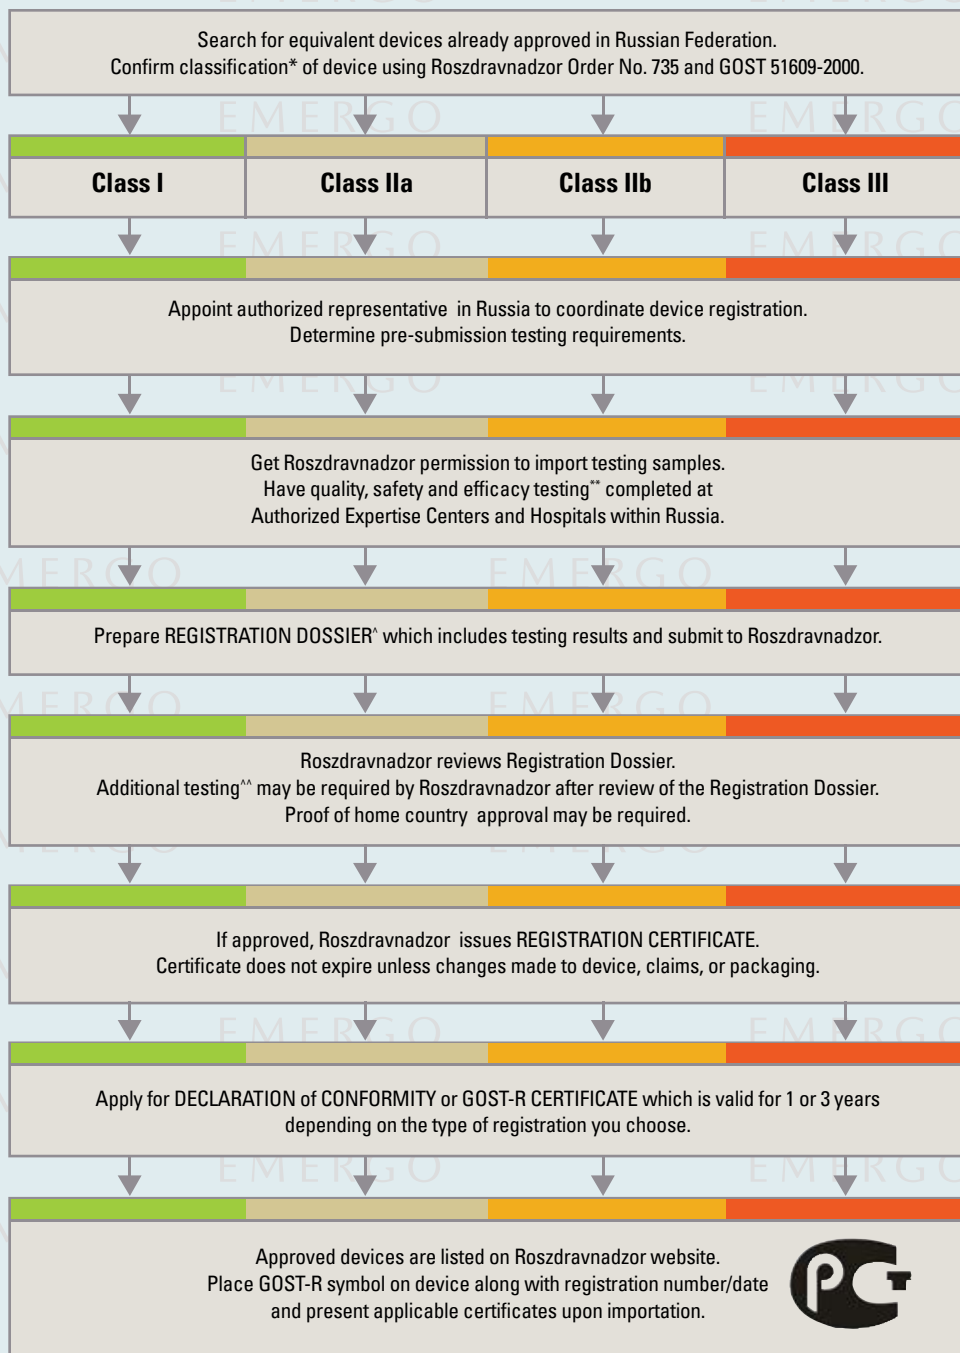 Search for equivalent devices already approved in Russian Federation.
Confirm classification* of device using Roszdravnadzor Order No. 735 and GOST 51609-2000.
Class I
Class IIa
Class IIb
Class III
Appoint authorized representative in Russia to coordinate device registration.
Determine pre-submission testing requirements.
Get Roszdravnadzor permission to import testing samples.
Have quality, safety and efficacy testing** completed at
Authorized Expertise Centers and Hospitals within Russia.
Prepare REGISTRATION DOSSIER^ which includes testing results and submit to Roszdravnadzor.
Roszdravnadzor reviews Registration Dossier.
Additional testing^^ may be required by Roszdravnadzor after review of the Registration Dossier.
Proof of home country approval may be required.
If approved, Roszdravnadzor issues REGISTRATION CERTIFICATE.
Certificate does not expire unless changes made to device, claims, or packaging.
Apply for DECLARATION of CONFORMITY or GOST-R CERTIFICATE which is valid for 1 or 3 years
depending on the type of registration you choose.
Approved devices are listed on Roszdravnadzor website.
Place GOST-R symbol on device along with registration number/date
and present applicable certificates upon importation.
EMERGO